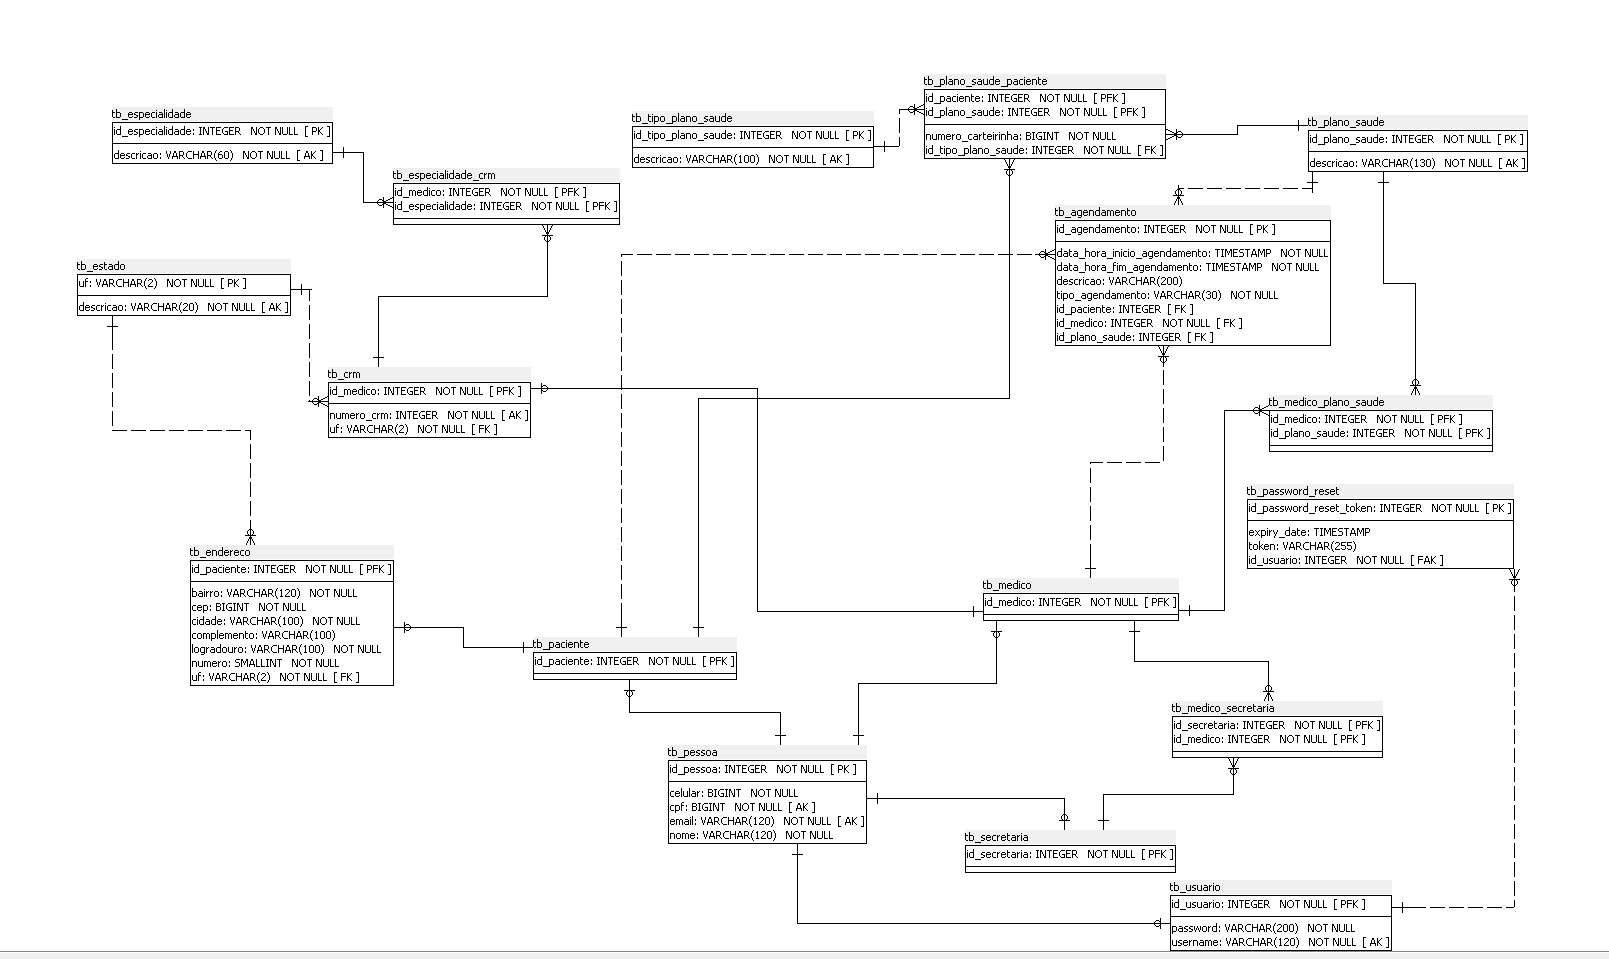 tb_plano_saude_paciente
id_paciente: INTEGER NOT NULL [ PFK ]
id_plano_saude: INTEGER NOT NULL [ PFK ]
numero_carteirinha: BIGINT NOT NULL
id_tipo_plano_saude: INTEGER NOT NULL [ FK ]
tb_especialidade
id_especialidade: INTEGER NOT NULL [ PK ]
descricao: VARCHAR(60) NOT NULL [ AK ]
tb_tipo_plano_saude
id_tipo_plano_saude: INTEGER NOT NULL [ PK ]
descricao: VARCHAR(100) NOT NULL [ AK ]
tb_plano_saude
id_plano_saude: INTEGER NOT NULL [ PK ]
descricao: VARCHAR(130) NOT NULL [ AK ]
tb_especialidade_crm
id_medico: INTEGER NOT NULL [ PFK ]
id_especialidade: INTEGER NOT NULL [ PFK ]
tb_agendamento
id_agendamento: INTEGER NOT NULL [ PK ]
data_hora_inicio_agendamento: TIMESTAMP NOT NULL
data_hora_fim_agendamento: TIMESTAMP NOT NULL
descricao: VARCHAR(200)
tipo_agendamento: VARCHAR(30) NOT NULL
id_paciente: INTEGER [ FK ]
id_medico: INTEGER NOT NULL [ FK ]
id_plano_saude: INTEGER [ FK ]
tb_estado
uf: VARCHAR(2) NOT NULL [ PK ]
descricao: VARCHAR(20) NOT NULL [ AK ]
tb_crm
id_medico: INTEGER NOT NULL [ PFK ]
numero_crm: INTEGER NOT NULL [ AK ]
uf: VARCHAR(2) NOT NULL [ FK ]
tb_medico_plano_saude
id_medico: INTEGER NOT NULL [ PFK ]
id_plano_saude: INTEGER NOT NULL [ PFK ]
tb_password_reset
id_password_reset_token: INTEGER NOT NULL [ PK ]
expiry_date: TIMESTAMP
token: VARCHAR(255)
id_usuario: INTEGER NOT NULL [ FAK ]
tb_endereco
id_paciente: INTEGER NOT NULL [ PFK ]
bairro: VARCHAR(120) NOT NULL
cep: BIGINT NOT NULL
cidade: VARCHAR(100) NOT NULL
complemento: VARCHAR(100)
logradouro: VARCHAR(100) NOT NULL
numero: SMALLINT NOT NULL
uf: VARCHAR(2) NOT NULL [ FK ]
tb_medico
id_medico: INTEGER NOT NULL [ PFK ]
tb_paciente
id_paciente: INTEGER NOT NULL [ PFK ]
tb_medico_secretaria
id_secretaria: INTEGER NOT NULL [ PFK ]
id_medico: INTEGER NOT NULL [ PFK ]
tb_pessoa
id_pessoa: INTEGER NOT NULL [ PK ]
celular: BIGINT NOT NULL
cpf: BIGINT NOT NULL [ AK ]
email: VARCHAR(120) NOT NULL [ AK ]
nome: VARCHAR(120) NOT NULL
tb_secretaria
id_secretaria: INTEGER NOT NULL [ PFK ]
tb_usuario
id_usuario: INTEGER NOT NULL [ PFK ]
password: VARCHAR(200) NOT NULL
username: VARCHAR(120) NOT NULL [ AK ]